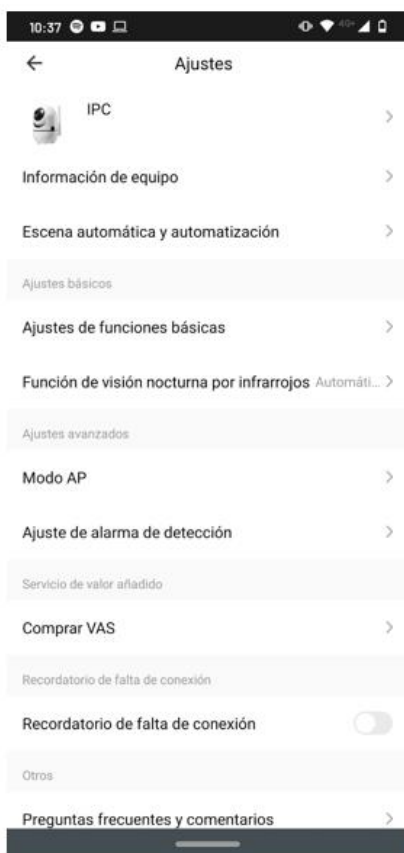 10:37 4G+
Ajustes
IPC
Información de equipo
Escena automática y automatización
Ajustes básicos
Ajustes de funciones básicas
Función de visión nocturna por infrarrojos Automáti...
Ajustes avanzados
Modo AP
Ajuste de alarma de detección
Servicio de valor añadido
Comprar VAS
Recordatorio de falta de conexión
Recordatorio de falta de conexión
Otros
Preguntas frecuentes y comentarios